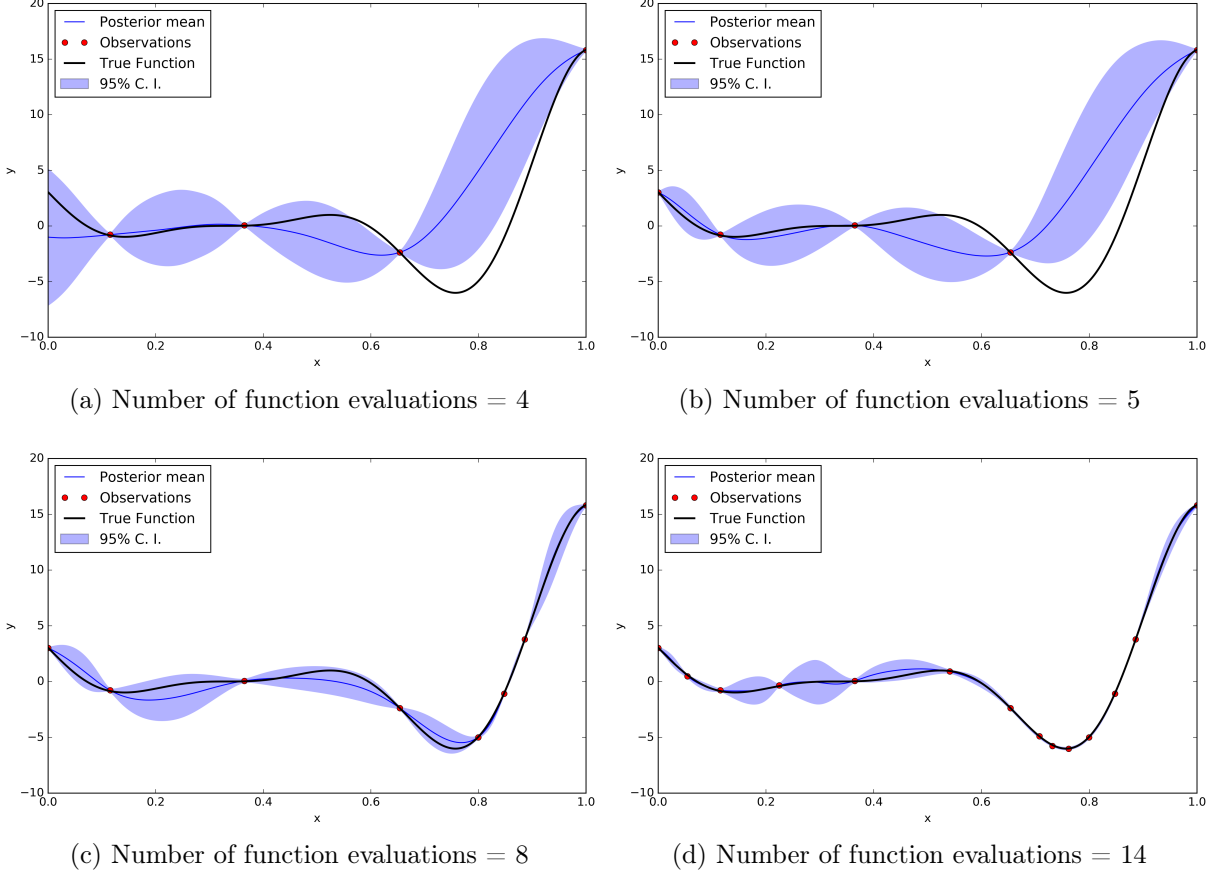 20
15
10
5
0
−5
−10
y
Posterior mean
Observations
True Function
95% C. I.
0.0 0.2 0.4 0.6 0.8 1.0
x
(a) Number of function evaluations = 4
20
15
10
5
0
−5
−10
y
Posterior mean
Observations
True Function
95% C. I.
0.0 0.2 0.4 0.6 0.8 1.0
x
(b) Number of function evaluations = 5
20
15
10
5
0
−5
−10
y
Posterior mean
Observations
True Function
95% C. I.
0.0 0.2 0.4 0.6 0.8 1.0
x
(c) Number of function evaluations = 8
20
15
10
5
0
−5
−10
y
Posterior mean
Observations
True Function
95% C. I.
0.0 0.2 0.4 0.6 0.8 1.0
x
(d) Number of function evaluations = 14